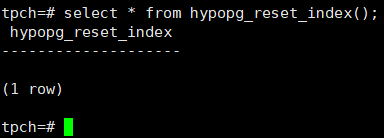 tpch=# select * from hypopg_reset_index();
 hypopg_reset_index
--------------------

(1 row)

tpch=#